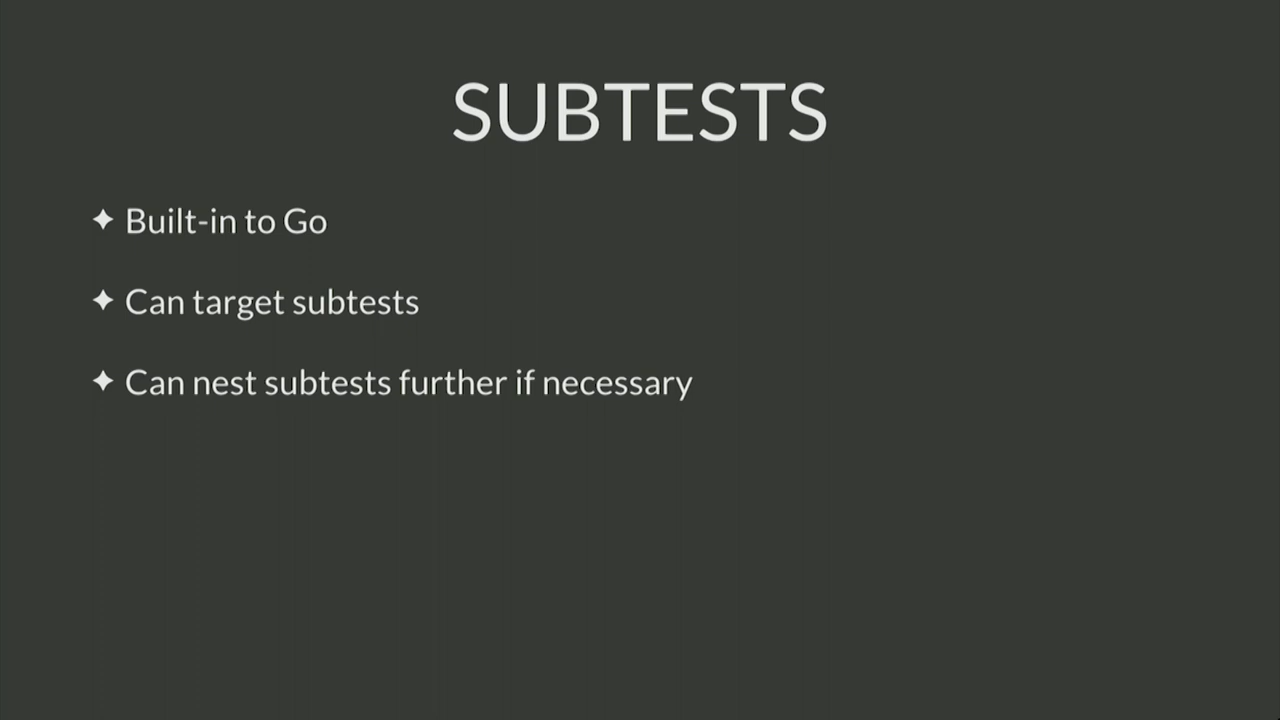 SUBTESTS
✦ Built-in to Go
✦ Can target subtests
✦ Can nest subtests further if necessary